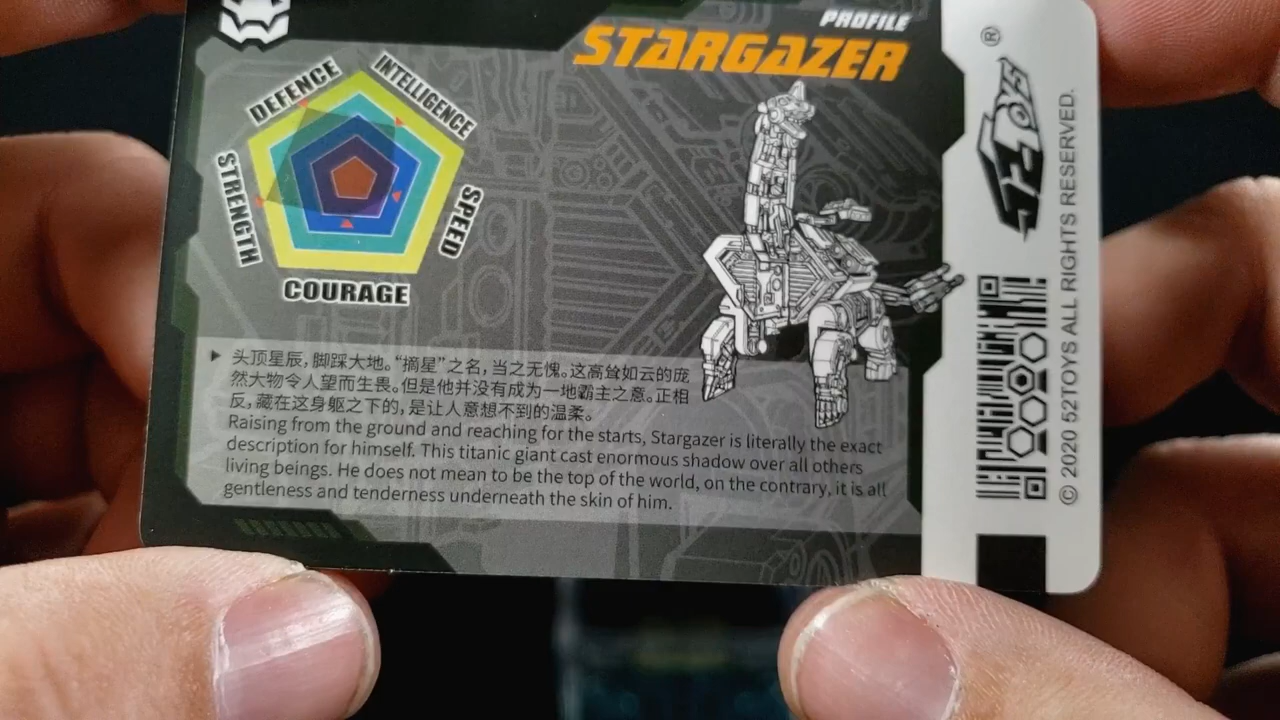 PROFILE
STARGAZER
DEFENCE
INTELLIGENCE
STRENGTH
SPEED
COURAGE
头顶星辰,脚踩大地。“摘星”之名,当之无愧。这高耸如云的庞
然大物令人望而生畏。但是他并没有成为一地霸主之意。正相
反,藏在这身躯之下的,是让人意想不到的温柔。
Raising from the ground and reaching for the starts, Stargazer is literally the exact
description for himself. This titanic giant cast enormous shadow over all others
living beings. He does not mean to be the top of the world, on the contrary, it is all
gentleness and tenderness underneath the skin of him.
52TOYS ®
© 2020 52TOYS ALL RIGHTS RESERVED.